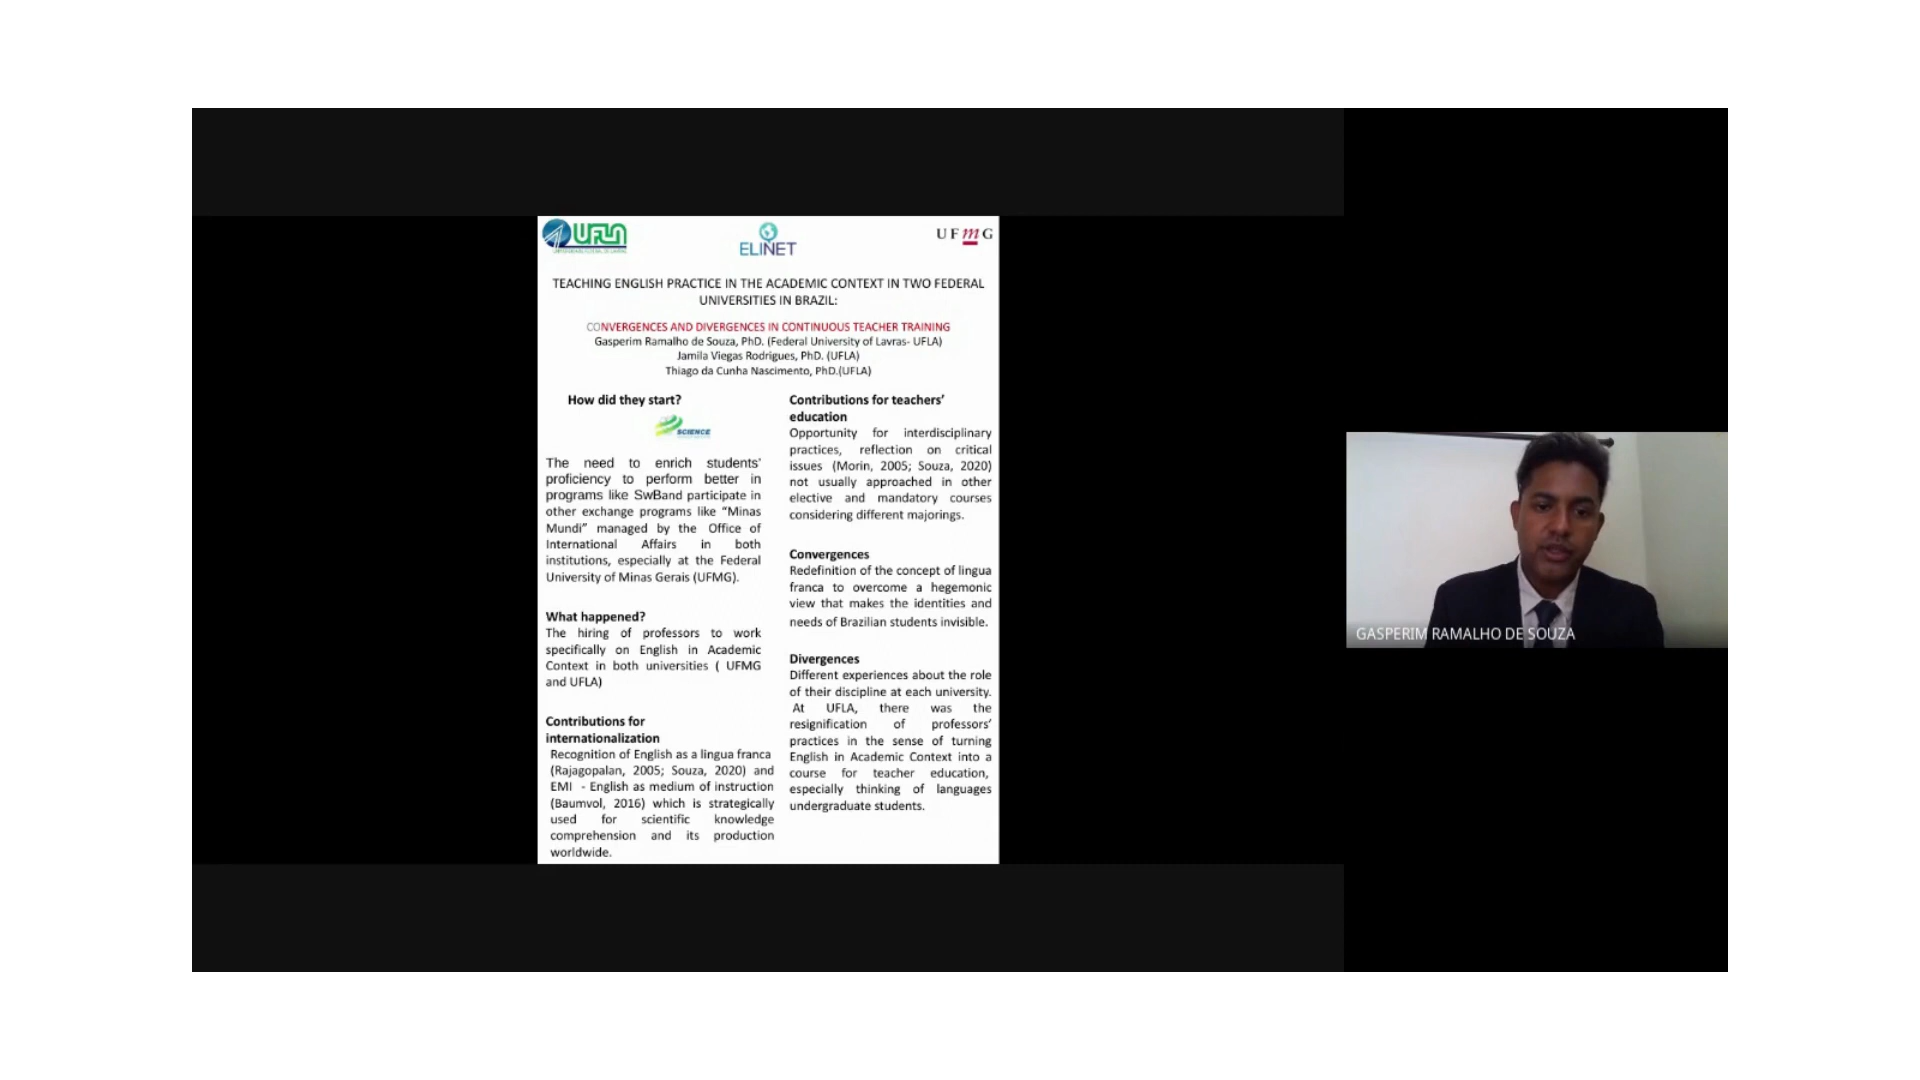 UFLA
ELINET
UFmG
TEACHING ENGLISH PRACTICE IN THE ACADEMIC CONTEXT IN TWO FEDERAL
UNIVERSITIES IN BRAZIL:
CONVERGENCES AND DIVERGENCES IN CONTINUOUS TEACHER TRAINING
Gasperim Ramalho de Souza, PhD. (Federal University of Lavras- UFLA)
Jamila Viegas Rodrigues, PhD. (UFLA)
Thiago da Cunha Nascimento, PhD.(UFLA)
How did they start?
SCIENCE
The need to enrich students'
proficiency to perform better in
programs like SwBand participate in
other exchange programs like “Minas
Mundi” managed by the Office of
International Affairs in both
institutions, especially at the Federal
University of Minas Gerais (UFMG).
What happened?
The hiring of professors to work
specifically on English in Academic
Context in both universities ( UFMG
and UFLA)
Contributions for
internationalization
Recognition of English as a lingua franca
(Rajagopalan, 2005; Souza, 2020) and
EMI - English as medium of instruction
(Baumvol, 2016) which is strategically
used for scientific knowledge
comprehension and its production
worldwide.
Contributions for teachers’
education
Opportunity for interdisciplinary
practices, reflection on critical
issues (Morin, 2005; Souza, 2020)
not usually approached in other
elective and mandatory courses
considering different majorings.
Convergences
Redefinition of the concept of lingua
franca to overcome a hegemonic
view that makes the identities and
needs of Brazilian students invisible.
Divergences
Different experiences about the role
of their discipline at each university.
At UFLA, there was the
resignification of professors’
practices in the sense of turning
English in Academic Context into a
course for teacher education,
especially thinking of languages
undergraduate students.
GASPERIM RAMALHO DE SOUZA